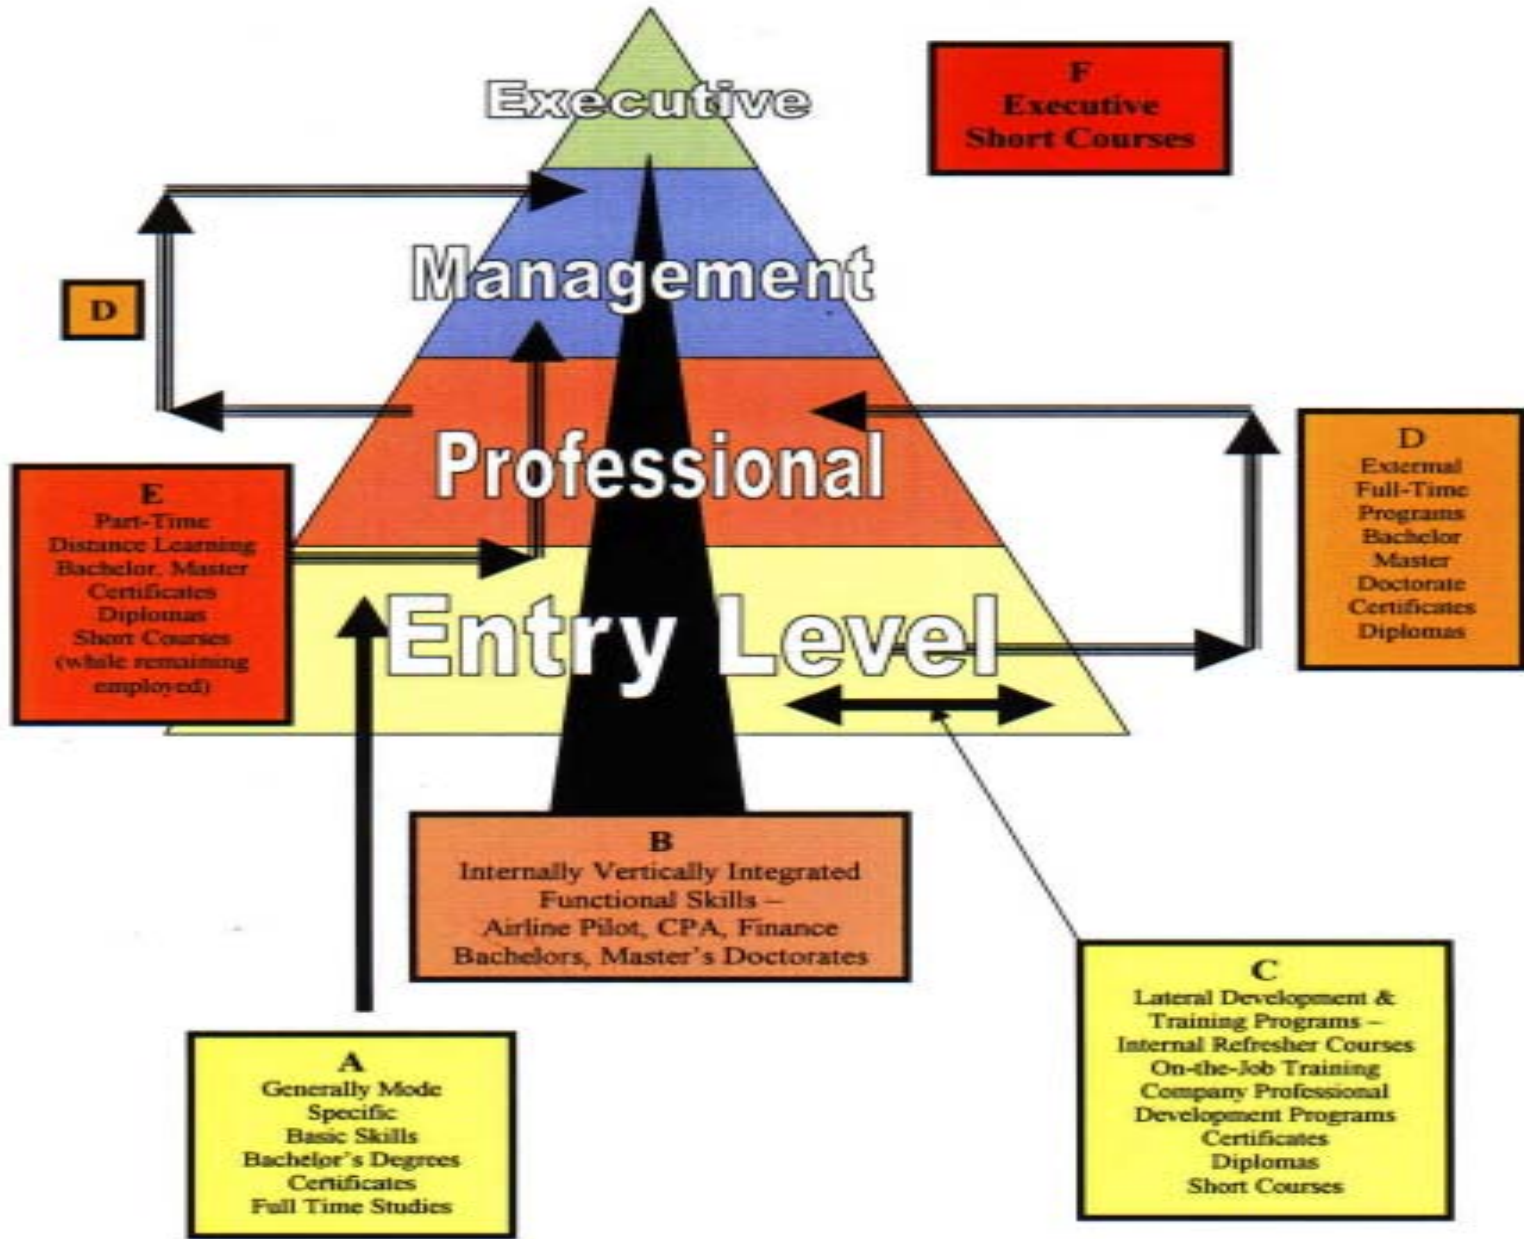 Executive
F
Executive
Short Courses
Management
D
Professional
D
Extermal
Full-Time
Programs
Bachelor
Master
Doctorate
Certificates
Diplomas
E
Part-Time
Distance Learning
Bachelor, Master
Certificates
Diplomas
Short Courses
(while remaining
employed)
Entry Level
B
Internally Vertically Integrated
Functional Skills –
Airline Pilot, CPA, Finance
Bachelors, Master's Doctorates
C
Lateral Development &
Training Programs –
Internal Refresher Courses
On-the-Job Training
Company Professional
Development Programs
Certificates
Diplomas
Short Courses
A
Generally Mode
Specific
Basic Skills
Bachelor's Degrees
Certificates
Full Time Studies